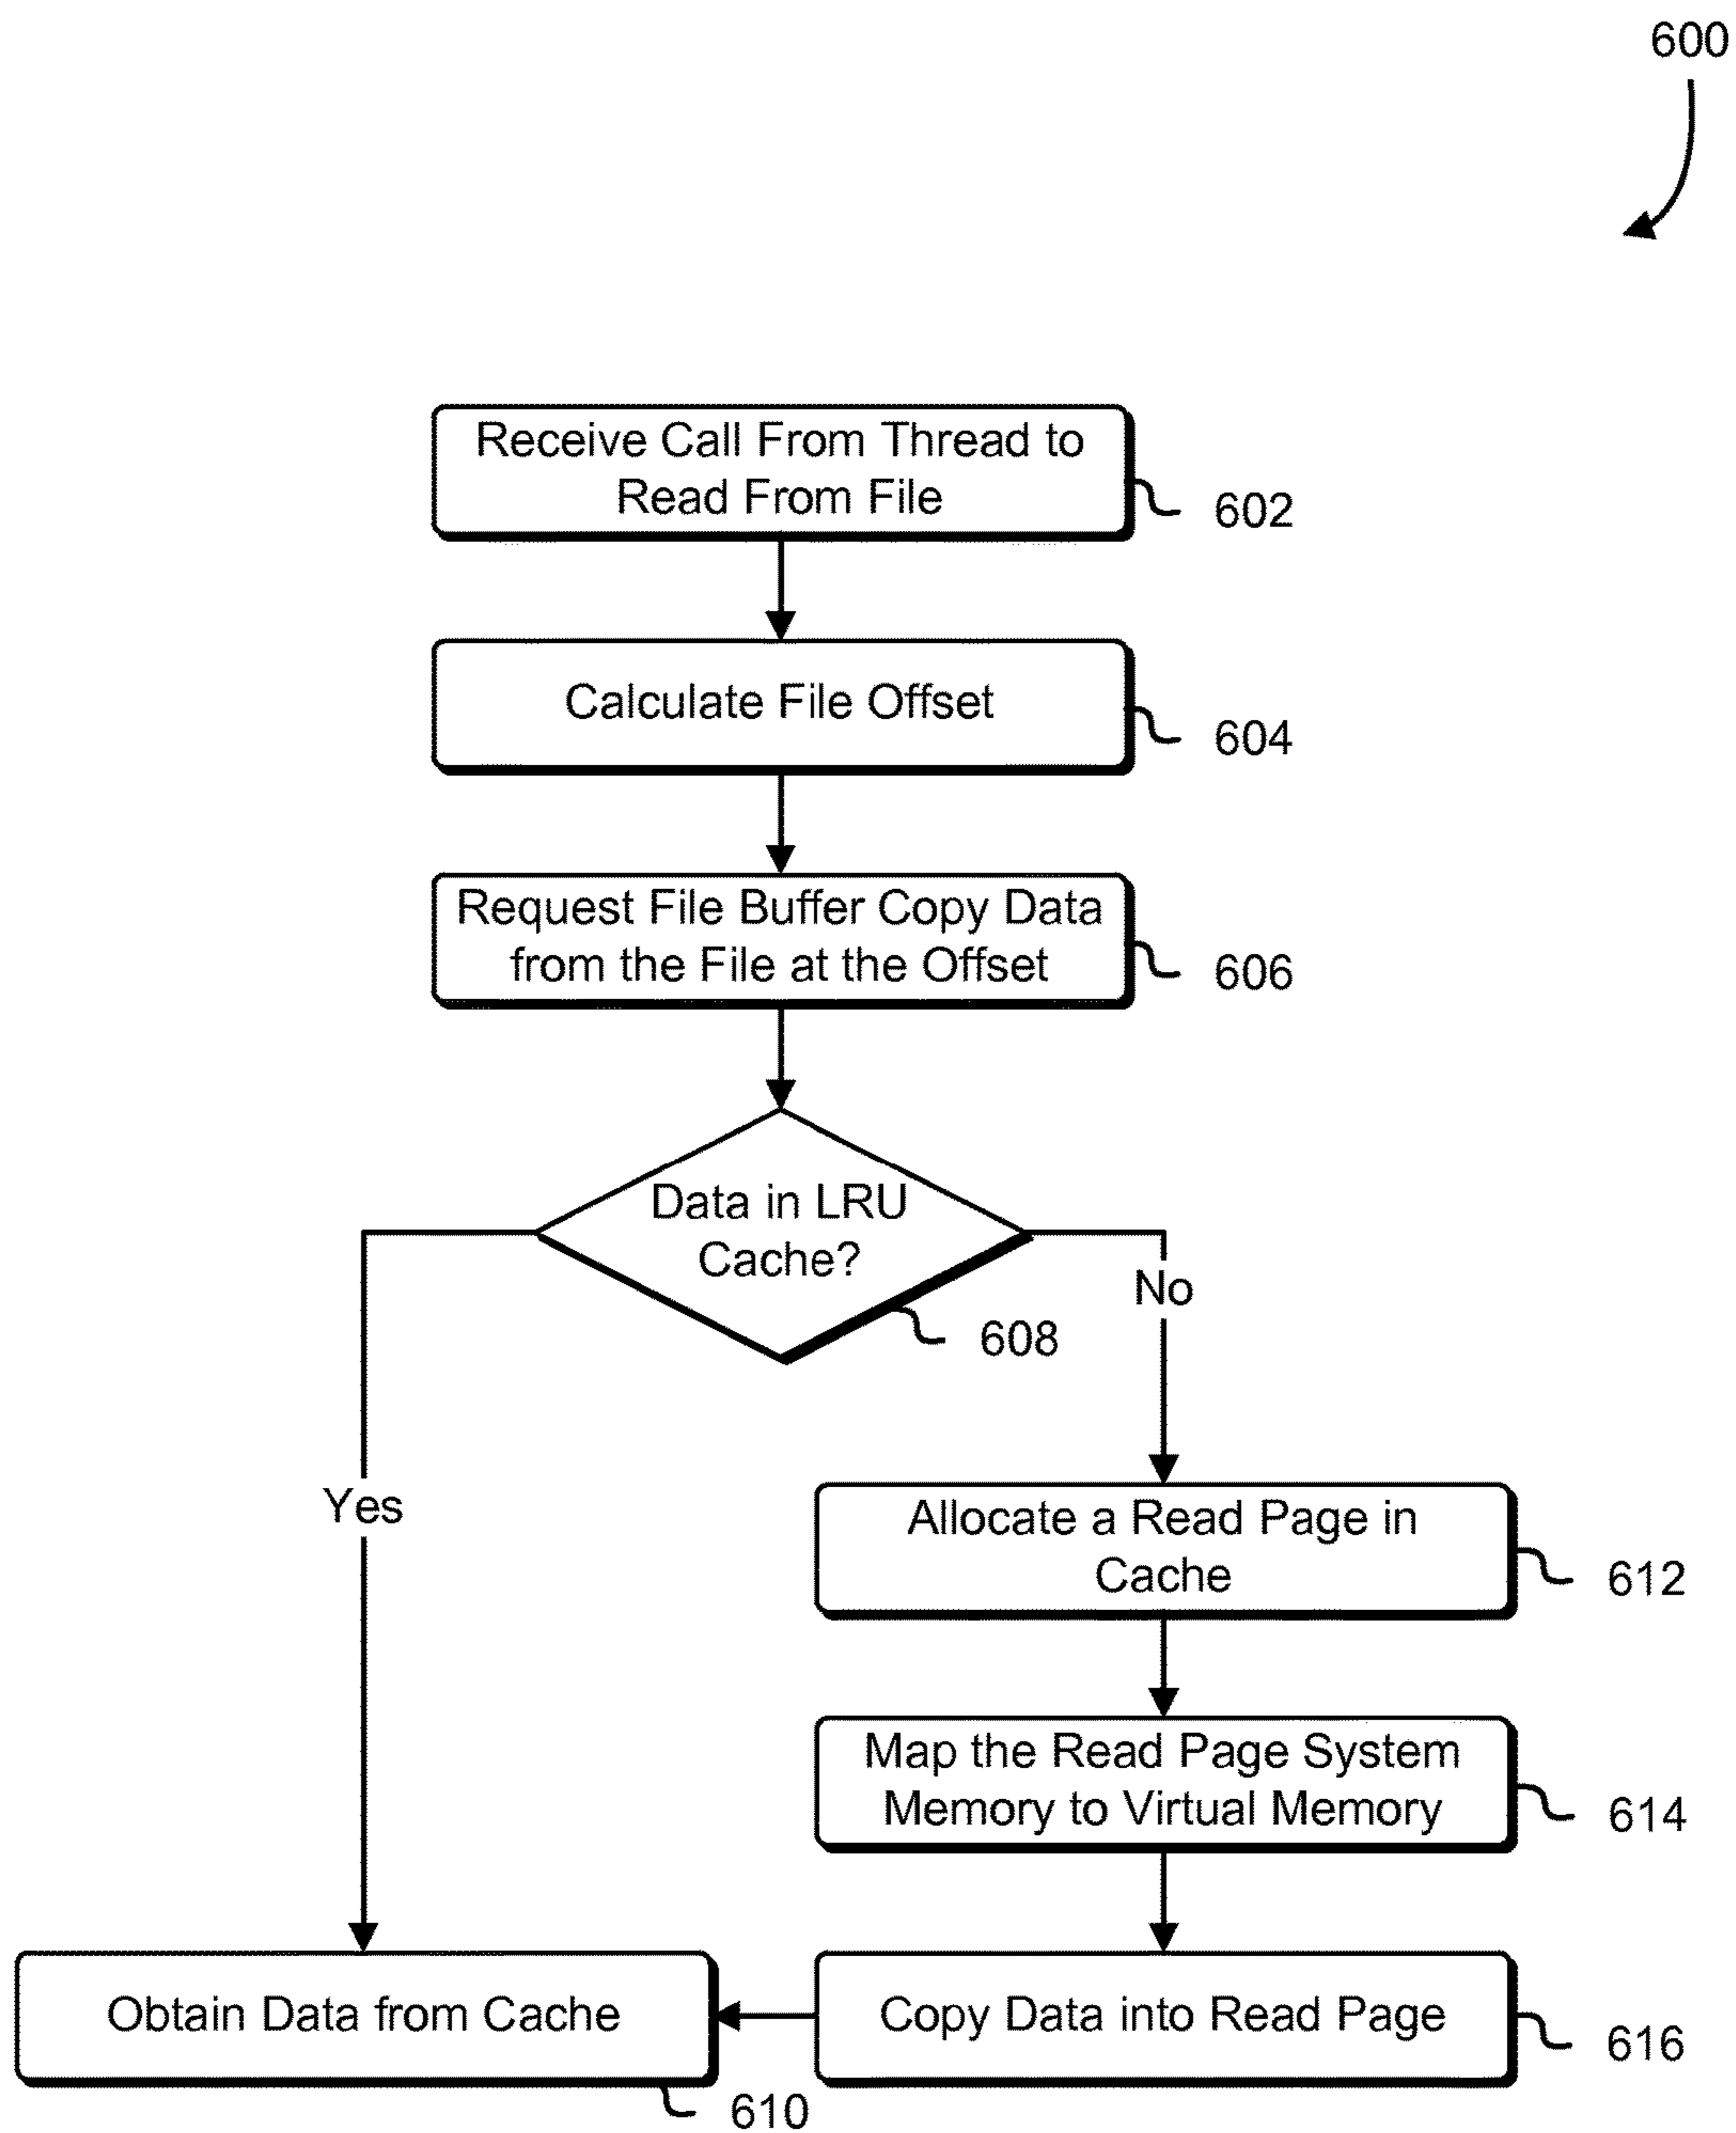 600
Receive Call From Thread to
Read From File
602
Calculate File Offset
604
Request File Buffer Copy Data
from the File at the Offset
606
Data in LRU
Cache?
608
No
Yes
Allocate a Read Page in
Cache
612
Map the Read Page System
Memory to Virtual Memory
614
Obtain Data from Cache
610
Copy Data into Read Page
616